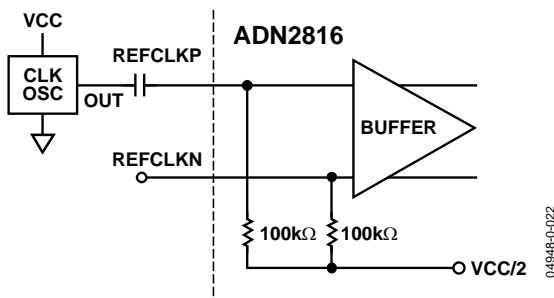 VCC
ADN2816
REFCLKP
CLK
OSC
OUT
BUFFER
REFCLKN
100kΩ 100kΩ
VCC/2
04948-0-022